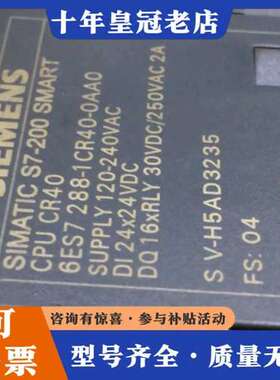 十年皇冠老店
SIEMENS
SIMATIC S7-200 SMART
CPU CR40
6ES7 288-1CR40-0AA0
SUPPLY 120-240VAC
DI 24x24VDC
DQ 16xRLY 30VDC/250VAC 2A
S V-H5AD3235
FS: 04
可
票
咨询有惊喜·参与补贴活动
型号齐全·质量无忧